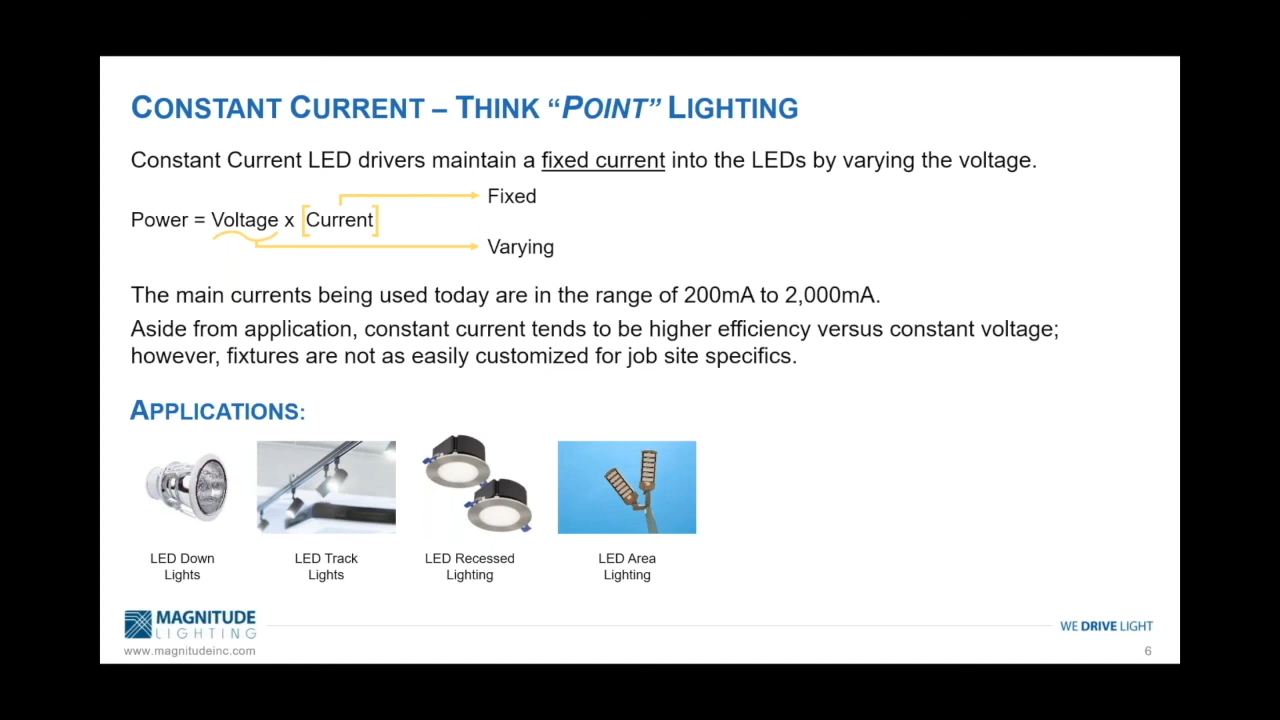 CONSTANT CURRENT – THINK “POINT” LIGHTING
Constant Current LED drivers maintain a fixed current into the LEDs by varying the voltage.
Fixed
Power = Voltage x [Current]
Varying
The main currents being used today are in the range of 200mA to 2,000mA.
Aside from application, constant current tends to be higher efficiency versus constant voltage;
however, fixtures are not as easily customized for job site specifics.
APPLICATIONS:
LED Down
Lights
LED Track
Lights
LED Recessed
Lighting
LED Area
Lighting
MAGNITUDE
LIGHTING
WE DRIVE LIGHT
www.magnitudeinc.com
6